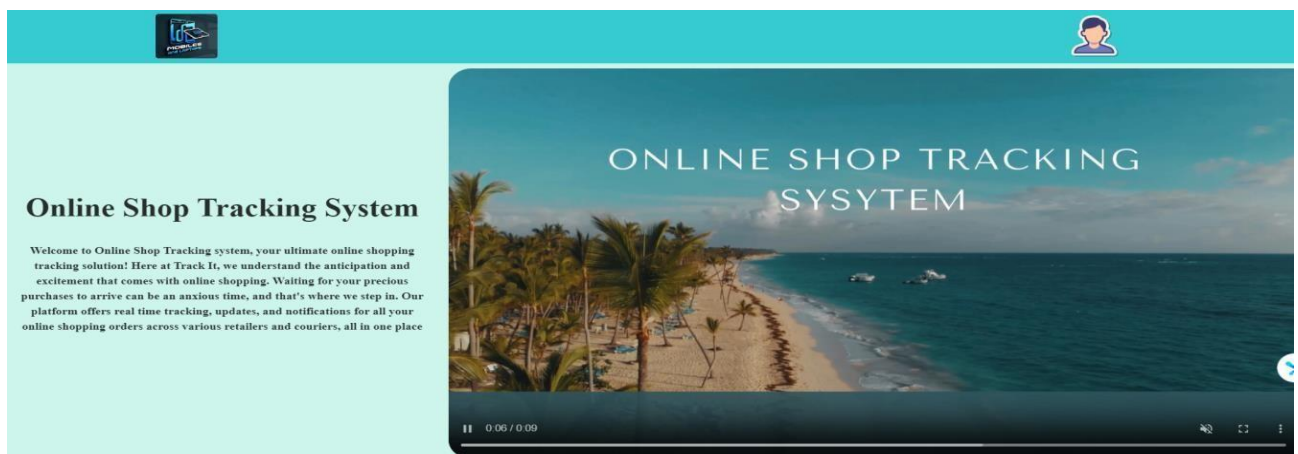 MOBILES
Online Shop Tracking System
Welcome to Online Shop Tracking system, your ultimate online shopping
tracking solution! Here at Track It, we understand the anticipation and
excitement that comes with online shopping. Waiting for your precious
purchases to arrive can be an anxious time, and that's where we step in. Our
platform offers real time tracking, updates, and notifications for all your
online shopping orders across various retailers and couriers, all in one place
ONLINE SHOP TRACKING
SYSYTEM
0:06 / 0:09